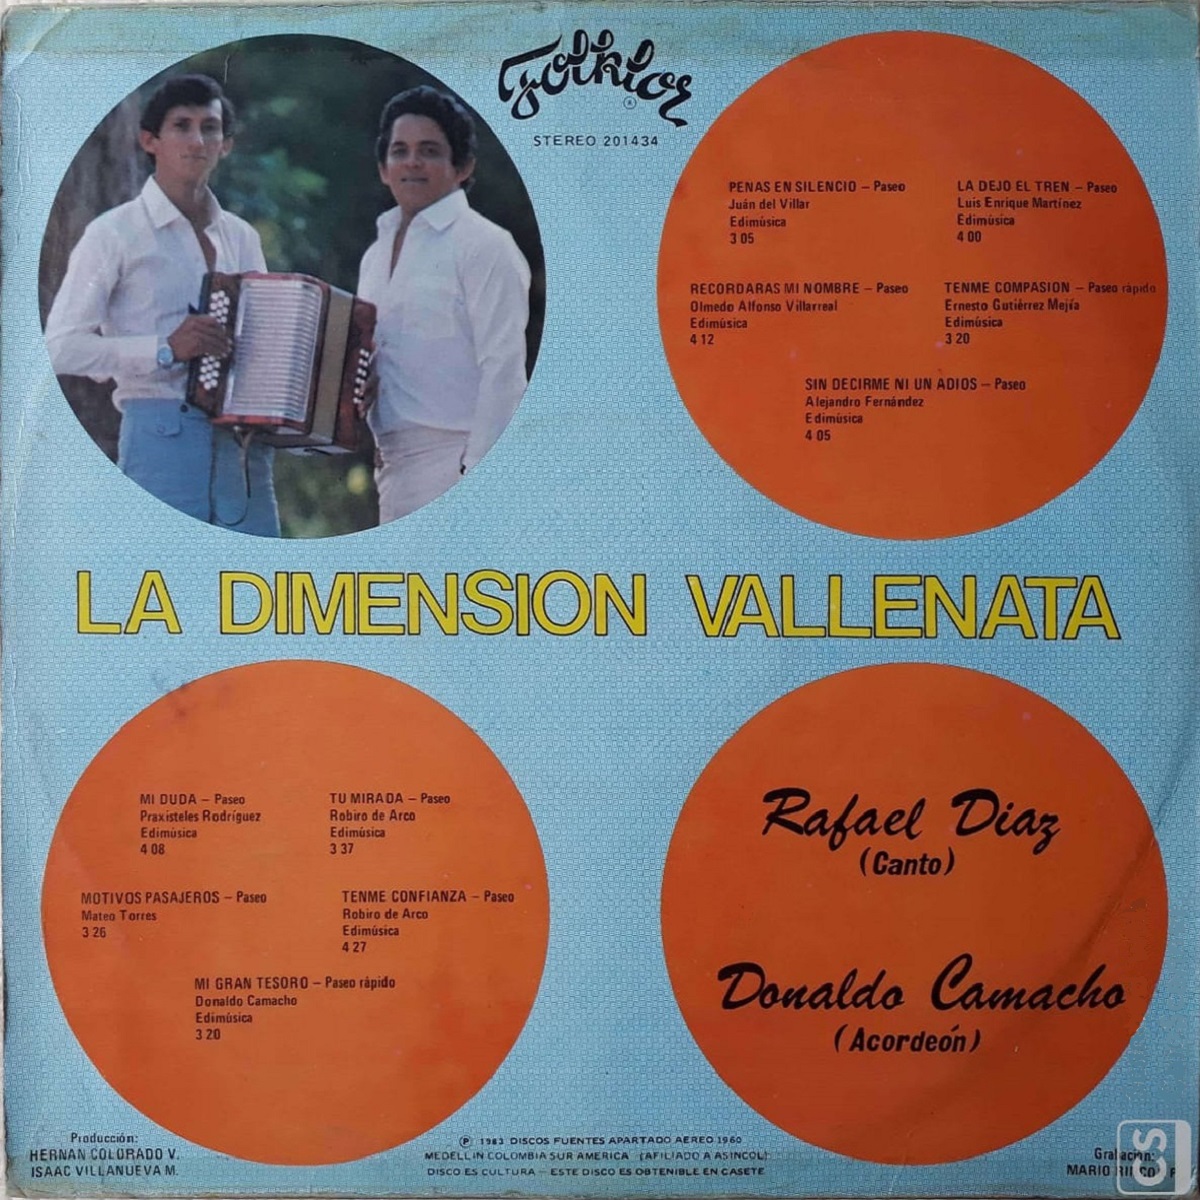 Folklor
®
STEREO 201434
PENAS EN SILENCIO – Paseo
Juán del Villar
Edimúsica
3 05
LA DEJO EL TREN – Paseo
Luis Enrique Martínez
Edimúsica
4 00
RECORDARAS MI NOMBRE – Paseo
Olmedo Alfonso Villarreal
Edimúsica
4 12
TENME COMPASION – Paseo rápido
Ernesto Gutiérrez Mejía
Edimúsica
3 20
SIN DECIRME NI UN ADIOS – Paseo
Alejandro Fernández
Edimúsica
4 05
LA DIMENSION VALLENATA
MI DUDA – Paseo
Praxisteles Rodríguez
Edimúsica
4 08
TU MIRADA – Paseo
Robiro de Arco
Edimúsica
3 37
MOTIVOS PASAJEROS – Paseo
Mateo Torres
3 26
TENME CONFIANZA – Paseo
Robiro de Arco
Edimúsica
4 27
MI GRAN TESORO – Paseo rápido
Donaldo Camacho
Edimúsica
3 20
Rafael Diaz
(Canto)
Donaldo Camacho
(Acordeón)
Producción:
HERNAN COLORADO V.
ISAAC VILLANUEVA M.
Ⓟ 1983 DISCOS FUENTES APARTADO AEREO 1960
MEDELLIN COLOMBIA SUR AMERICA (AFILIADO A ASINCOL)
DISCO ES CULTURA – ESTE DISCO ES OBTENIBLE EN CASETE
Grabación:
MARIO